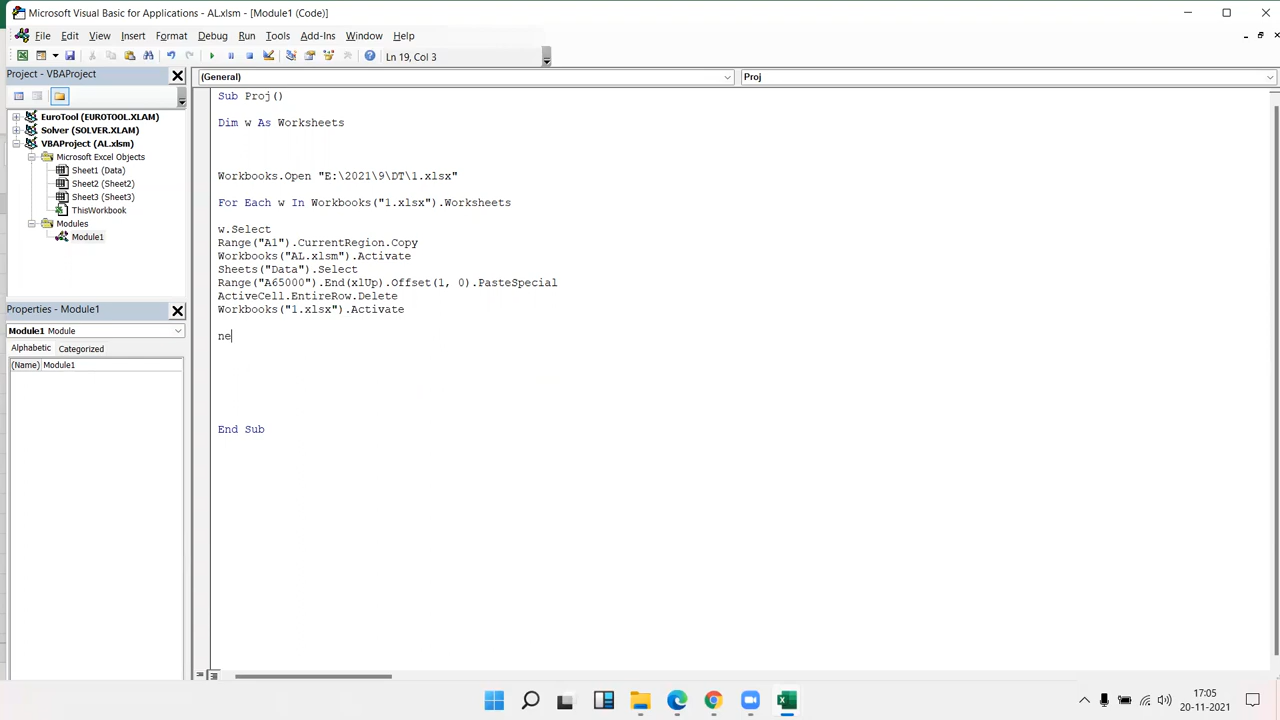 Microsoft Visual Basic for Applications - AL.xlsm - [Module1 (Code)]
File Edit View Insert Format Debug Run Tools Add-Ins Window Help
Ln 19, Col 3
Project - VBAProject
(General)
Proj
EuroTool (EUROTOOL.XLAM)
Solver (SOLVER.XLAM)
VBAProject (AL.xlsm)
Microsoft Excel Objects
Sheet1 (Data)
Sheet2 (Sheet2)
Sheet3 (Sheet3)
ThisWorkbook
Modules
Module1
Properties - Module1
Module1 Module
Alphabetic Categorized
(Name) Module1
Sub Proj()
Dim w As Worksheets
Workbooks.Open "E:\2021\9\DT\1.xlsx"
For Each w In Workbooks("1.xlsx").Worksheets
w.Select
Range("A1").CurrentRegion.Copy
Workbooks("AL.xlsm").Activate
Sheets("Data").Select
Range("A65000").End(xlUp).Offset(1, 0).PasteSpecial
ActiveCell.EntireRow.Delete
Workbooks("1.xlsx").Activate
ne
End Sub
17:05
20-11-2021